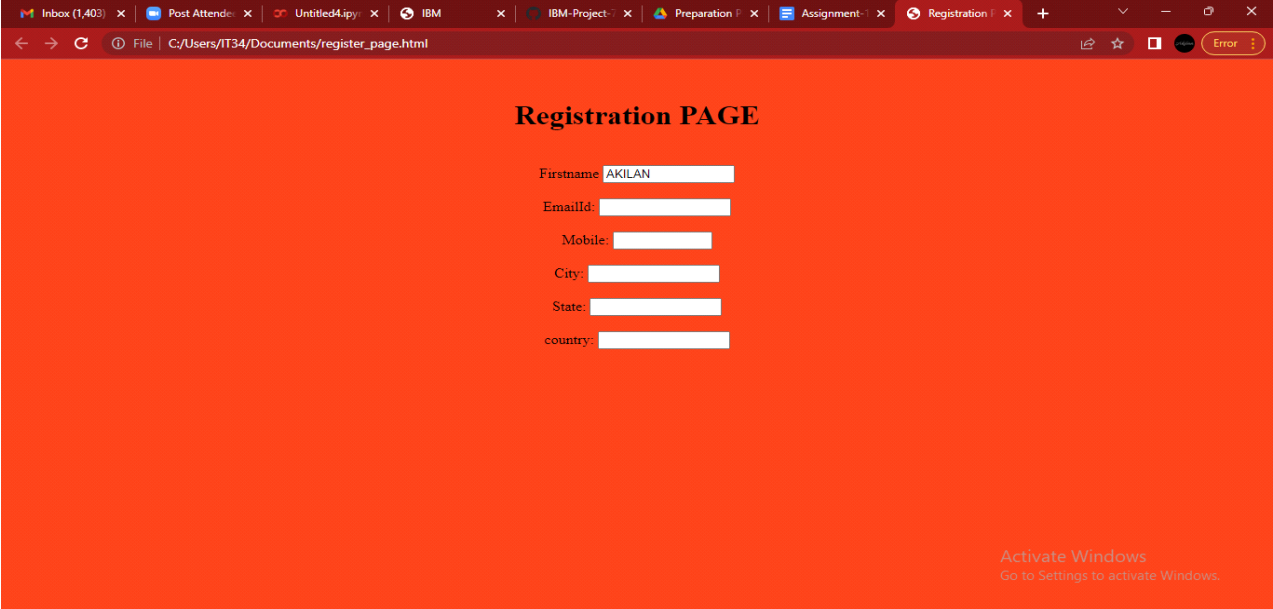 Inbox (1,403) Post Attende Untitled4.ipy IBM IBM-Project-7 Preparation P Assignment-1 Registration P
File C:/Users/IT34/Documents/register_page.html Error
Registration PAGE
Firstname AKILAN
EmailId:
Mobile:
City:
State:
country:
Activate Windows
Go to Settings to activate Windows.